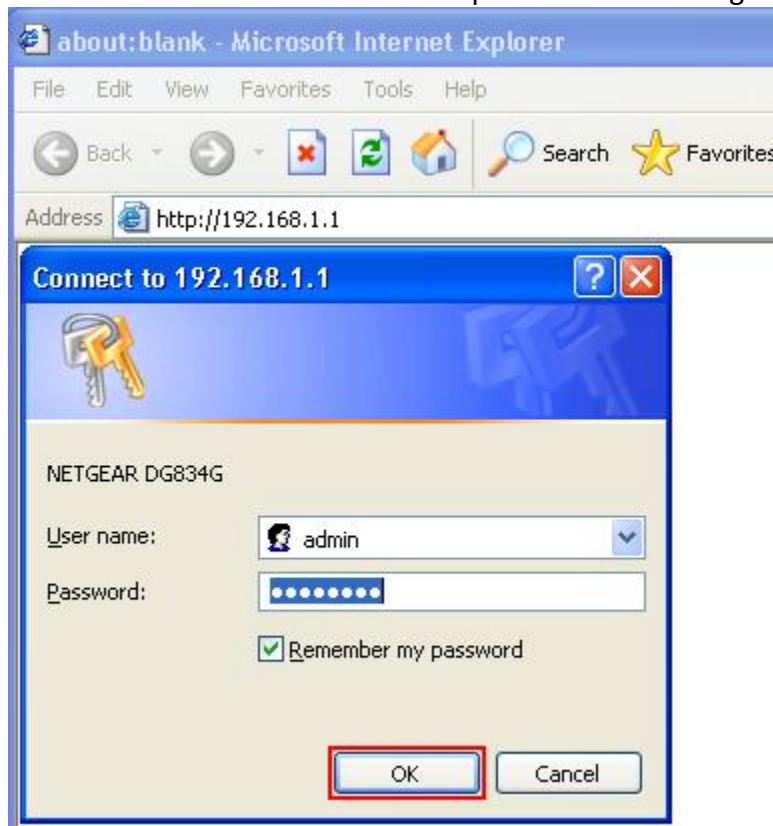 about:blank - Microsoft Internet Explorer
File Edit View Favorites Tools Help
Back Search Favorites
Address http://192.168.1.1
Connect to 192.168.1.1
NETGEAR DG834G
User name: admin
Password: ●●●●●●●●
Remember my password
OK Cancel